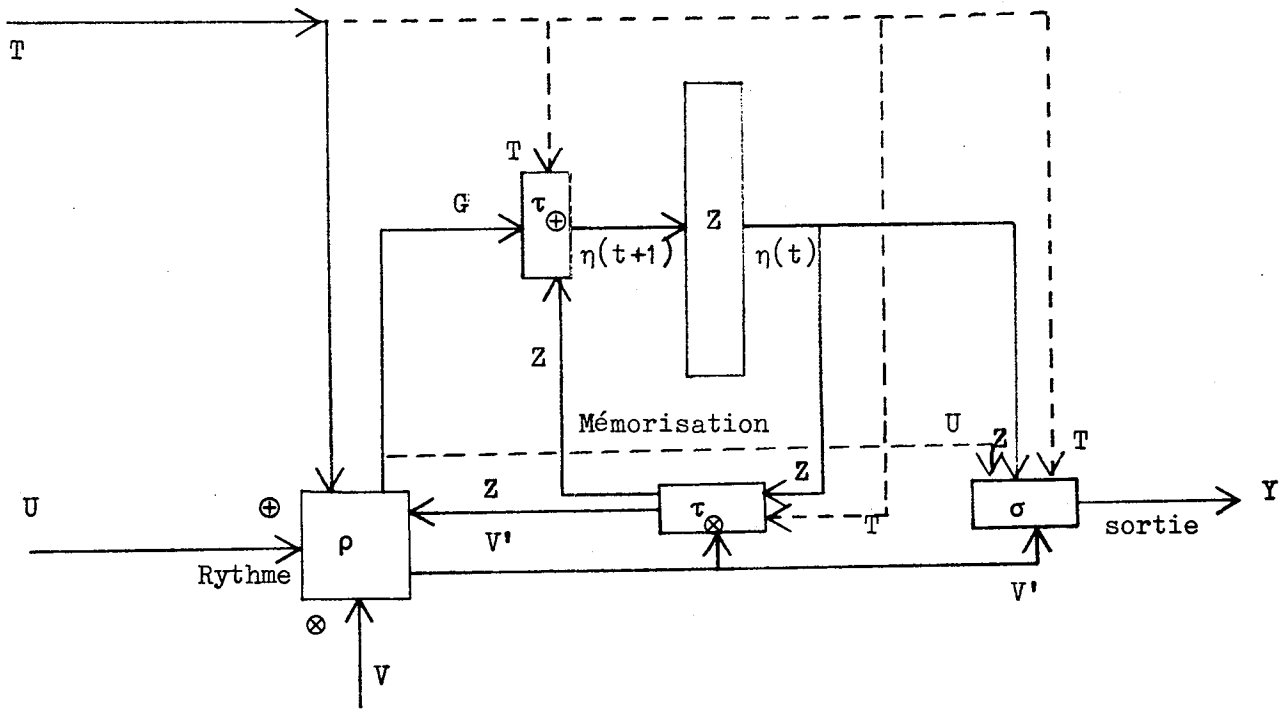 T
T
τ⊕
G
η(t+1)
Z
η(t)
Z
Mémorisation
U
Z
T
Z
Z
U
⊕
ρ
V'
τ⊗
T
σ
sortie
Y
Rythme
V'
⊗
V